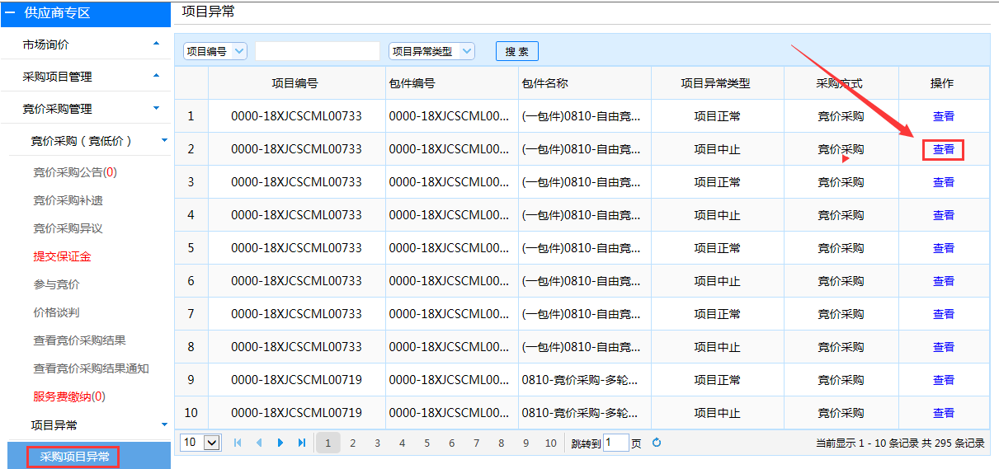 供应商专区
市场询价
采购项目管理
竞价采购管理
竞价采购（竞低价）
竞价采购公告(0)
竞价采购补遗
竞价采购异议
提交保证金
参与竞价
价格谈判
查看竞价采购结果
查看竞价采购结果通知
服务费缴纳(0)
项目异常
采购项目异常
项目异常
项目编号 项目异常类型 搜 索
项目编号 包件编号 包件名称 项目异常类型 采购方式 操作
1 0000-18XJCSCML00733 0000-18XJCSCML00... (一包件)0810-自由竞... 项目正常 竞价采购 查看
2 0000-18XJCSCML00733 0000-18XJCSCML00... (一包件)0810-自由竞... 项目中止 竞价采购 查看
3 0000-18XJCSCML00733 0000-18XJCSCML00... (一包件)0810-自由竞... 项目正常 竞价采购 查看
4 0000-18XJCSCML00733 0000-18XJCSCML00... (一包件)0810-自由竞... 项目中止 竞价采购 查看
5 0000-18XJCSCML00733 0000-18XJCSCML00... (一包件)0810-自由竞... 项目正常 竞价采购 查看
6 0000-18XJCSCML00733 0000-18XJCSCML00... (一包件)0810-自由竞... 项目中止 竞价采购 查看
7 0000-18XJCSCML00733 0000-18XJCSCML00... (一包件)0810-自由竞... 项目正常 竞价采购 查看
8 0000-18XJCSCML00733 0000-18XJCSCML00... (一包件)0810-自由竞... 项目中止 竞价采购 查看
9 0000-18XJCSCML00719 0000-18XJCSCML00... 0810-竞价采购-多轮... 项目正常 竞价采购 查看
10 0000-18XJCSCML00719 0000-18XJCSCML00... 0810-竞价采购-多轮... 项目中止 竞价采购 查看
10 1 2 3 4 5 6 7 8 9 10 跳转到 1 页 当前显示 1 - 10 条记录 共 295 条记录